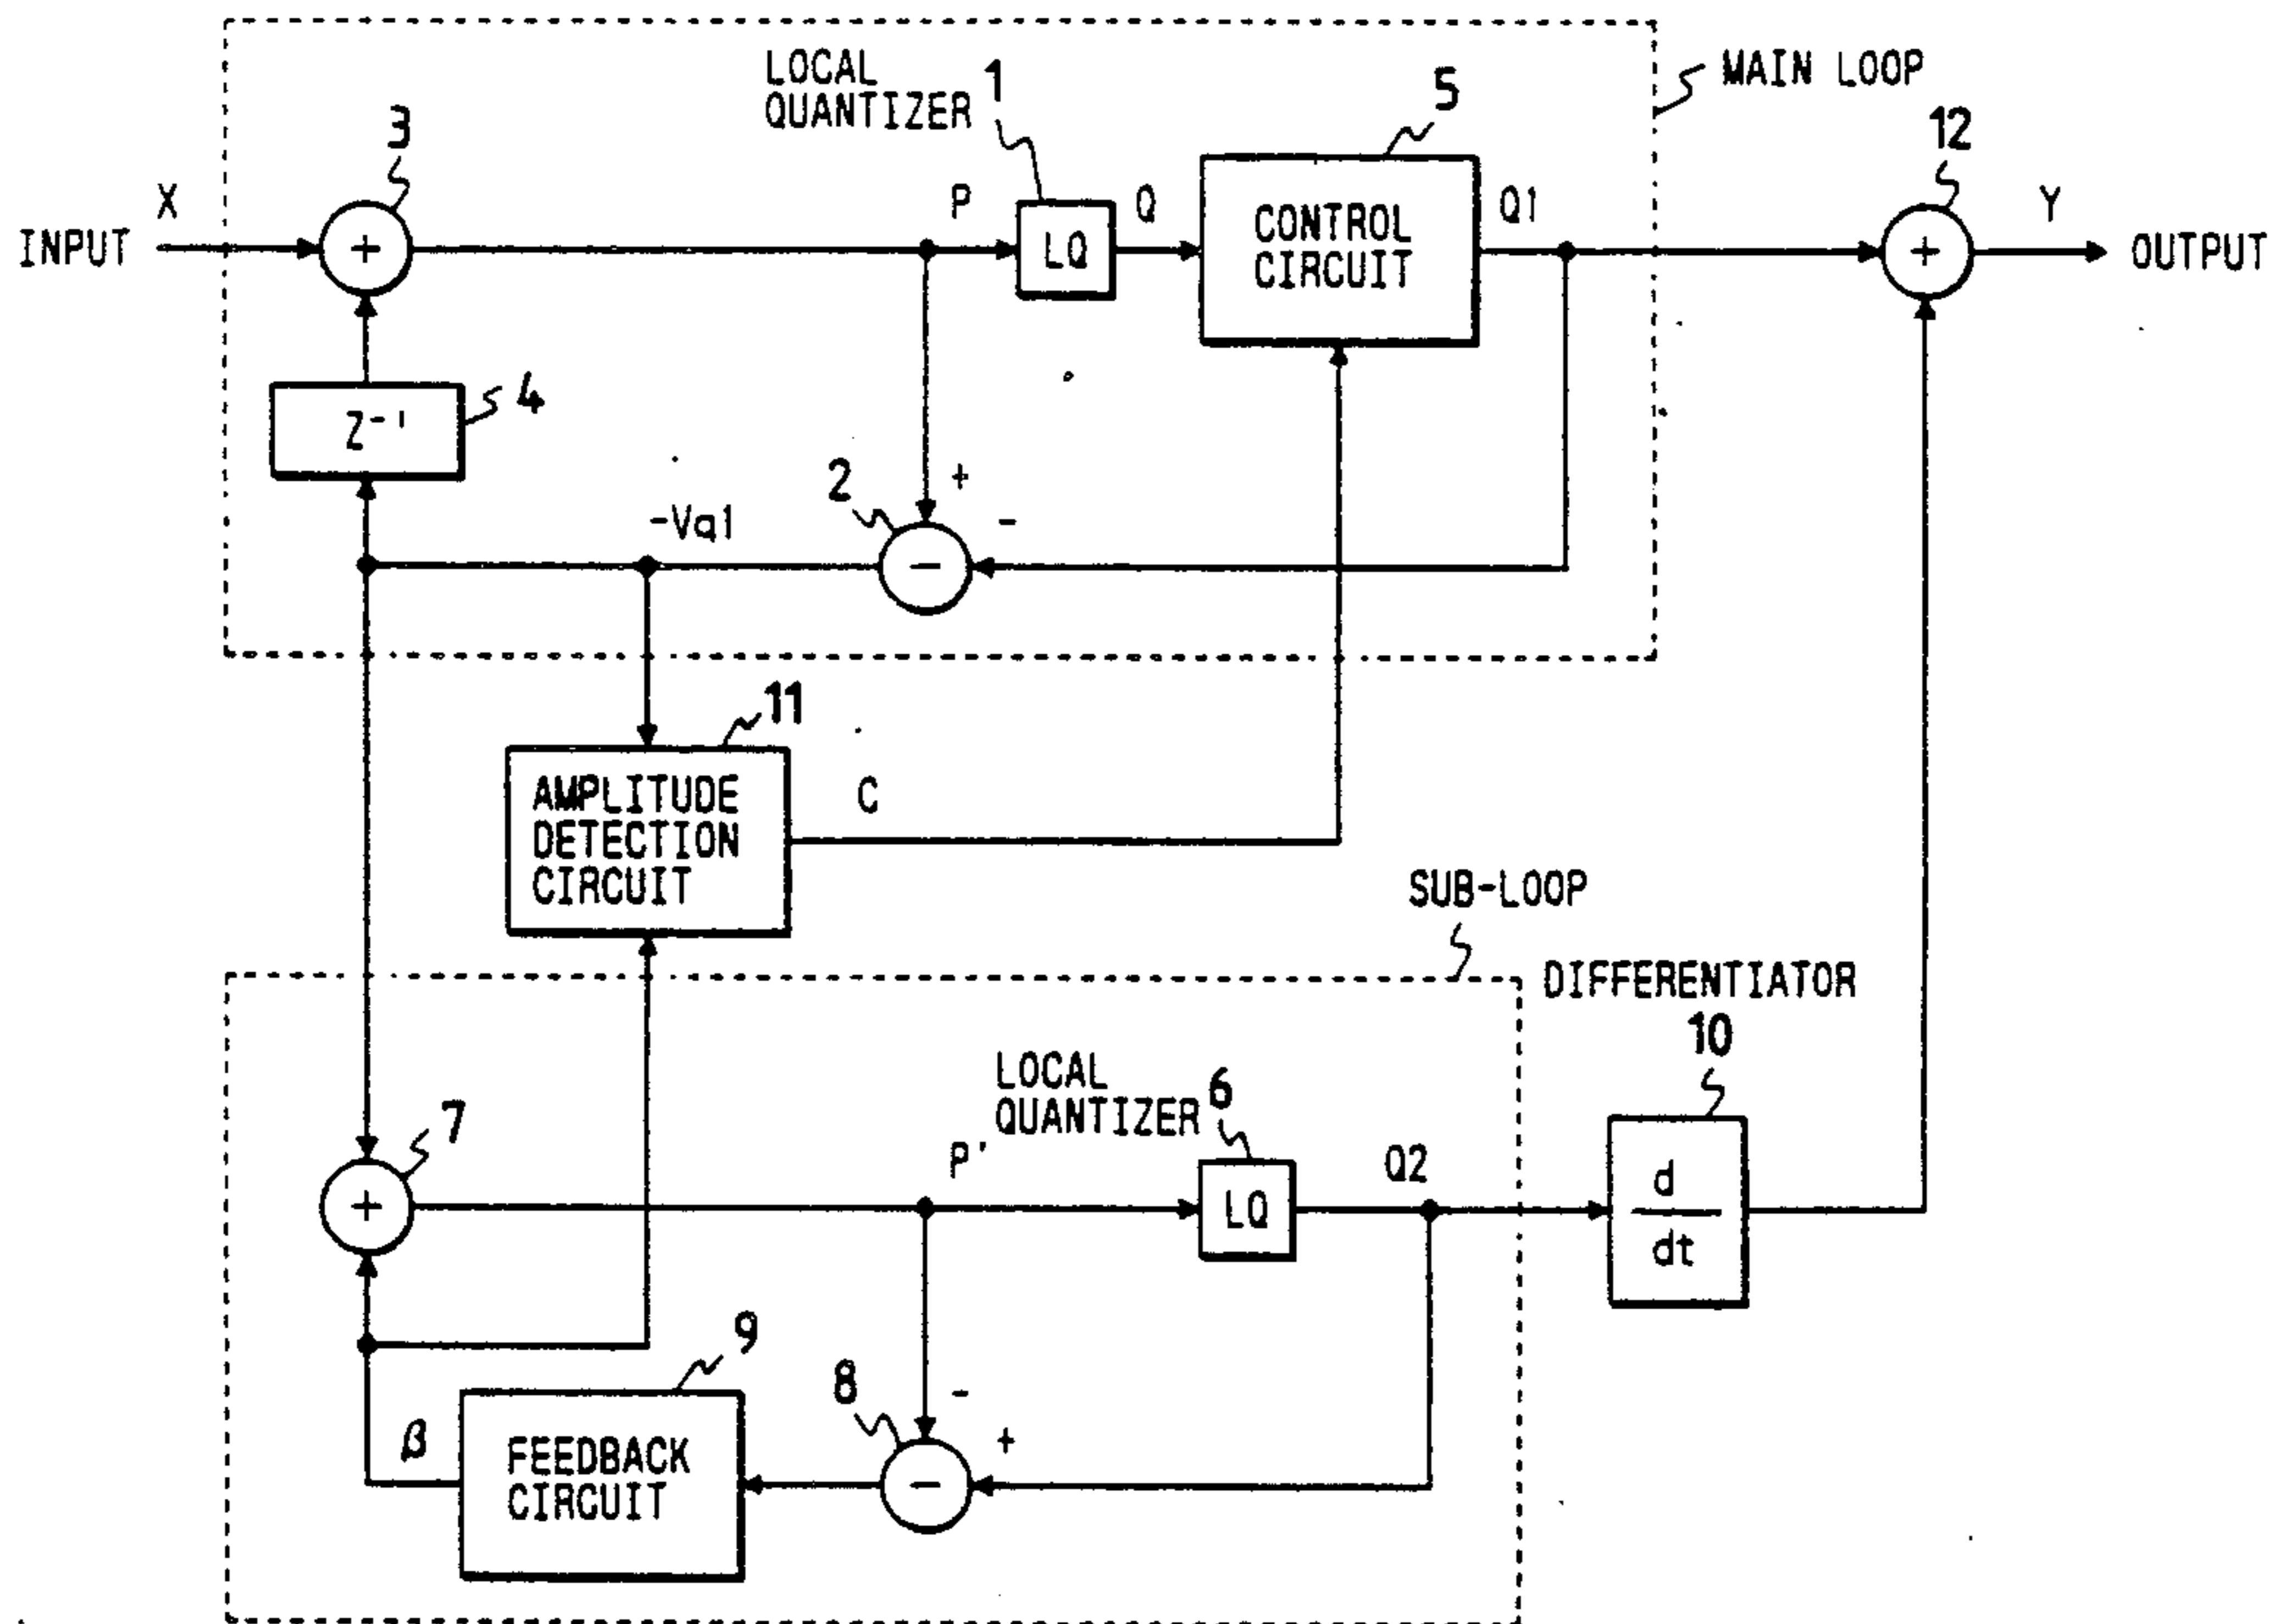 LOCAL
QUANTIZER
1
5
MAIN LOOP
3
12
X
P
Q
Q1
Y
INPUT
+
LQ
CONTROL
CIRCUIT
+
OUTPUT
Z⁻¹
4
2
+
-
-Vq1
−
11
AMPLITUDE
DETECTION
CIRCUIT
C
SUB-LOOP
DIFFERENTIATOR
10
LOCAL
QUANTIZER
6
7
P'
Q2
+
LQ
d
dt
9
8
-
+
β
FEEDBACK
CIRCUIT
−